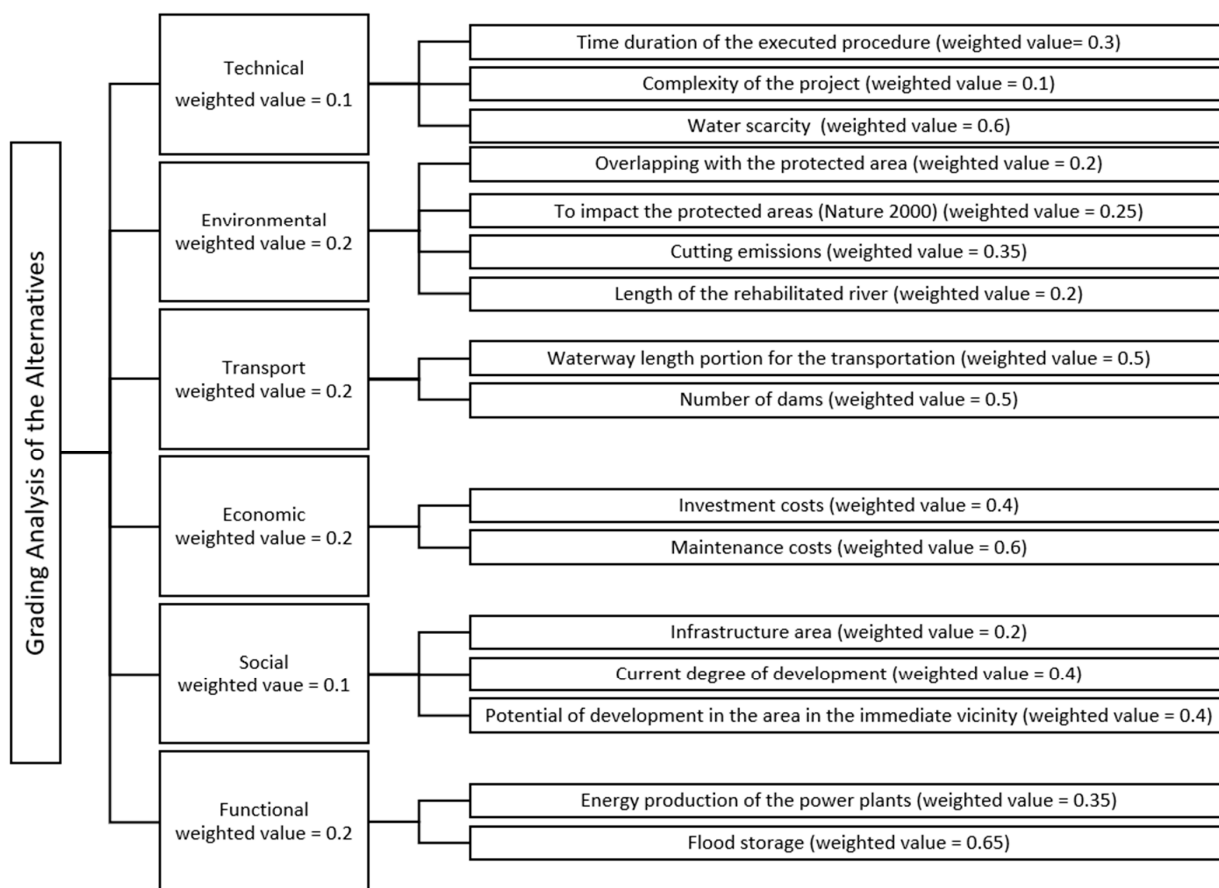 Grading Analysis of the Alternatives
Technical
weighted value = 0.1
Time duration of the executed procedure (weighted value= 0.3)
Complexity of the project (weighted value = 0.1)
Water scarcity (weighted value = 0.6)
Environmental
weighted value = 0.2
Overlapping with the protected area (weighted value = 0.2)
To impact the protected areas (Nature 2000) (weighted value = 0.25)
Cutting emissions (weighted value = 0.35)
Length of the rehabilitated river (weighted value = 0.2)
Transport
weighted value = 0.2
Waterway length portion for the transportation (weighted value = 0.5)
Number of dams (weighted value = 0.5)
Economic
weighted value = 0.2
Investment costs (weighted value = 0.4)
Maintenance costs (weighted value = 0.6)
Social
weighted vaue = 0.1
Infrastructure area (weighted value = 0.2)
Current degree of development (weighted value = 0.4)
Potential of development in the area in the immediate vicinity (weighted value = 0.4)
Functional
weighted value = 0.2
Energy production of the power plants (weighted value = 0.35)
Flood storage (weighted value = 0.65)